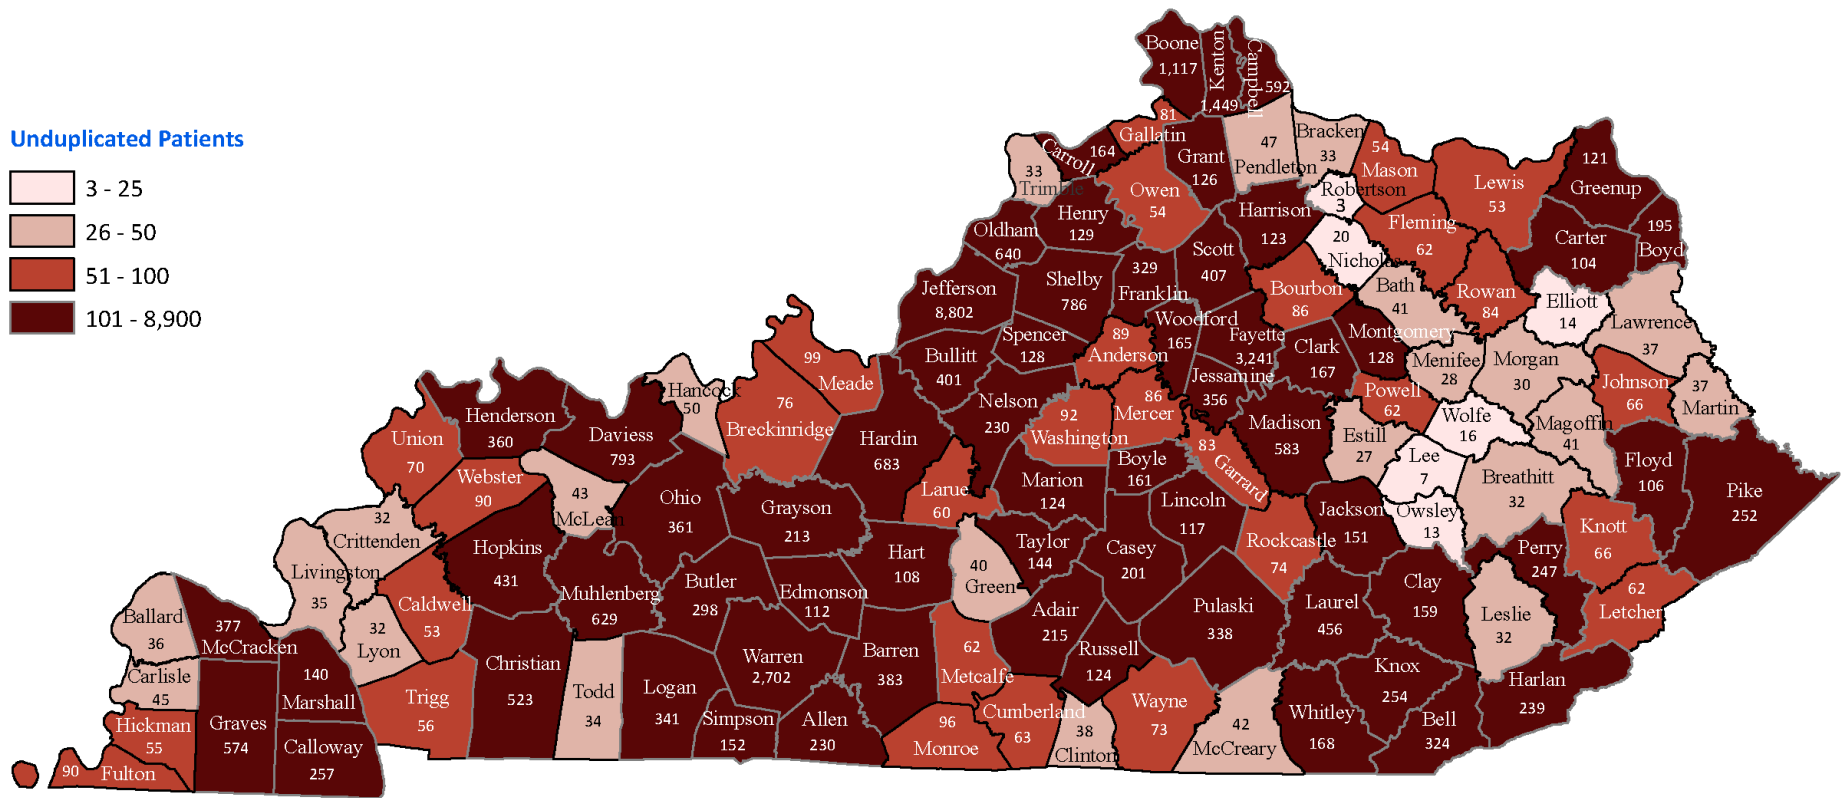 Unduplicated Patients
3 - 25
26 - 50
51 - 100
101 - 8,900
Boone
1,117
Kenton
1,449
Campbell
592
81
Gallatin
Carroll
164
Grant
126
47
Pendleton
Bracken
33
54
Mason
Lewis
53
121
Greenup
33
Trimble
Owen
54
Robertson
3
Henry
129
Harrison
123
Fleming
62
Carter
104
195
Boyd
Oldham
640
Scott
407
20
Nicholas
Shelby
786
329
Franklin
Jefferson
8,802
Bourbon
86
Bath
41
Rowan
84
Elliott
14
Lawrence
37
Woodford
165
Fayette
3,241
Spencer
128
89
Anderson
Clark
167
Montgomery
128
Menifee
28
Morgan
30
99
Meade
Bullitt
401
Jessamine
356
Powell
62
Johnson
66
37
Martin
Hancock
50
76
Breckinridge
Nelson
230
86
Mercer
92
Washington
Madison
583
Wolfe
16
Magoffin
41
Henderson
360
Daviess
793
Hardin
683
Union
70
83
Garrard
Estill
27
Lee
7
Breathitt
32
Floyd
106
Pike
252
Webster
90
43
McLean
Ohio
361
Larue
60
Marion
124
Boyle
161
Lincoln
117
Jackson
151
Owsley
13
Knott
66
32
Crittenden
Grayson
213
Hopkins
431
Hart
108
40
Green
Taylor
144
Casey
201
Rockcastle
74
Perry
247
Livingston
35
Muhlenberg
629
Butler
298
Edmonson
112
Clay
159
62
Letcher
Ballard
36
377
McCracken
Caldwell
53
32
Lyon
Adair
215
Pulaski
338
Laurel
456
Leslie
32
Carlisle
45
140
Marshall
Christian
523
Warren
2,702
Barren
383
62
Metcalfe
Russell
124
Knox
254
Harlan
239
Trigg
56
Todd
34
Logan
341
Hickman
55
Graves
574
Simpson
152
Allen
230
96
Monroe
Cumberland
63
38
Clinton
Wayne
73
42
McCreary
Whitley
168
Bell
324
Calloway
257
90
Fulton